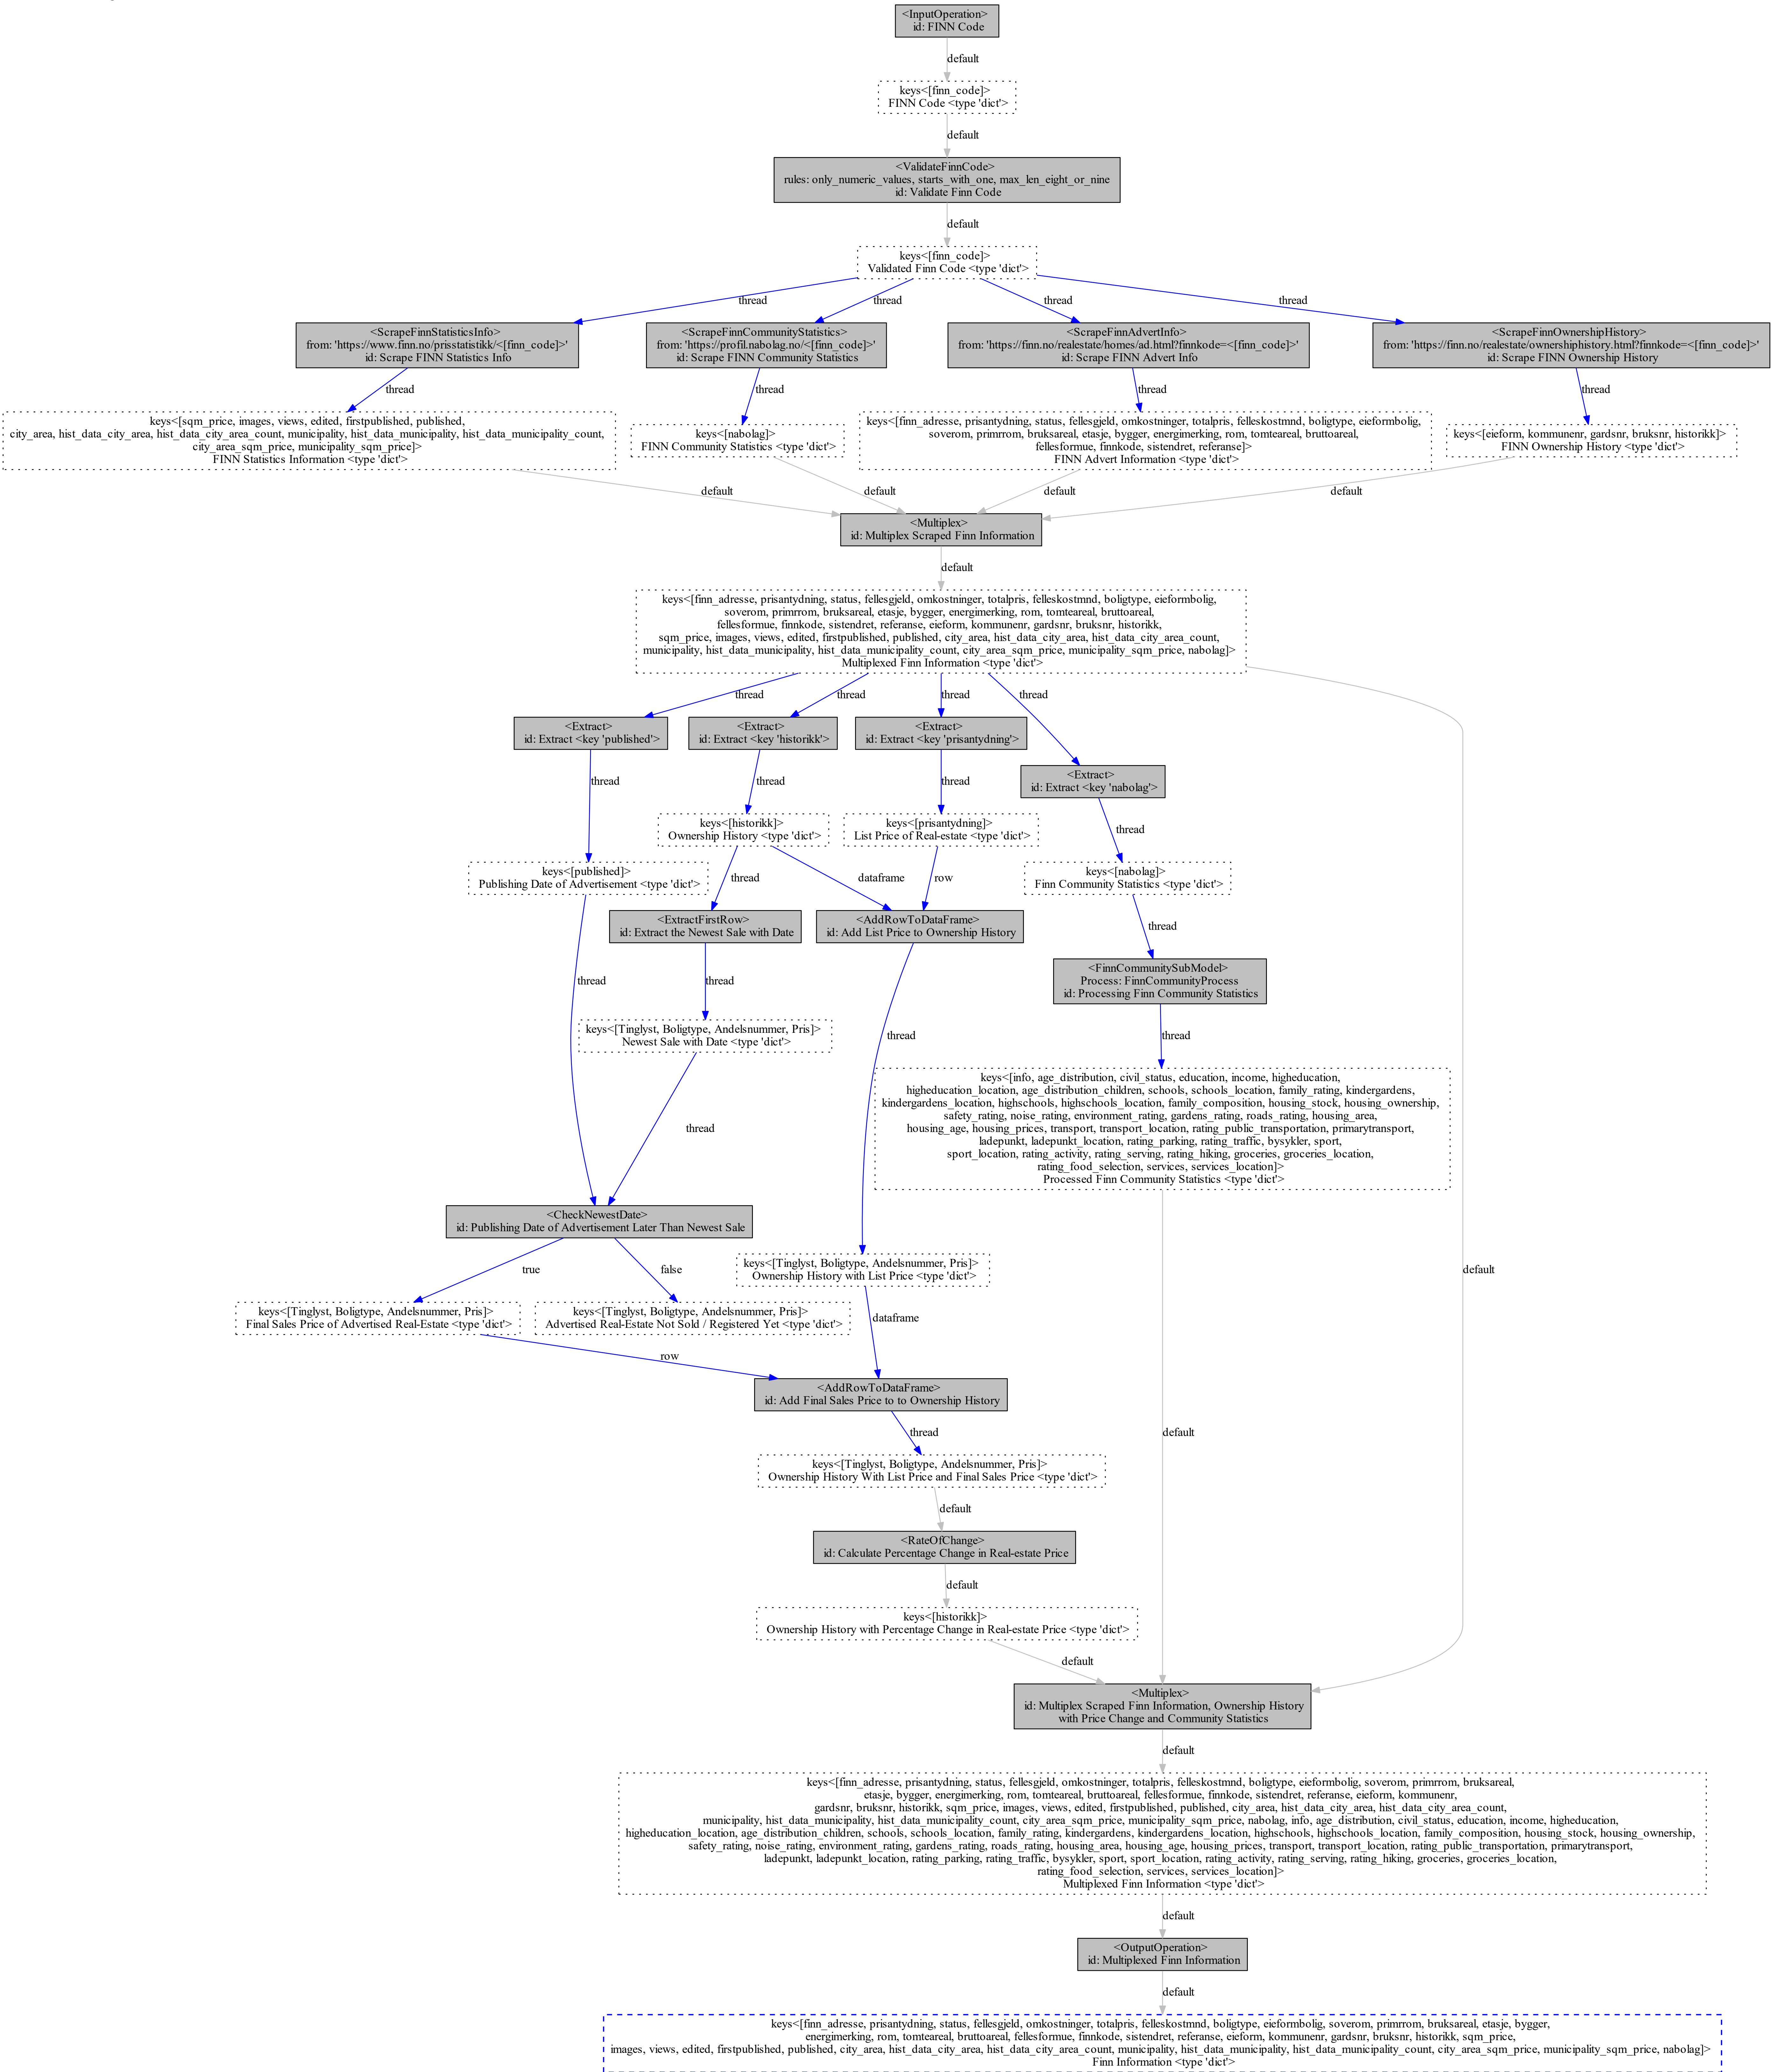 <InputOperation>
id: FINN Code
default
keys<[finn_code]>
FINN Code <type 'dict'>
default
<ValidateFinnCode>
rules: only_numeric_values, starts_with_one, max_len_eight_or_nine
id: Validate Finn Code
default
keys<[finn_code]>
Validated Finn Code <type 'dict'>
thread
thread
thread
thread
<ScrapeFinnStatisticsInfo>
from: 'https://www.finn.no/prisstatistikk/<[finn_code]>'
id: Scrape FINN Statistics Info
<ScrapeFinnCommunityStatistics>
from: 'https://profil.nabolag.no/<[finn_code]>'
id: Scrape FINN Community Statistics
<ScrapeFinnAdvertInfo>
from: 'https://finn.no/realestate/homes/ad.html?finnkode=<[finn_code]>'
id: Scrape FINN Advert Info
<ScrapeFinnOwnershipHistory>
from: 'https://finn.no/realestate/ownershiphistory.html?finnkode=<[finn_code]>'
id: Scrape FINN Ownership History
thread
thread
thread
thread
keys<[sqm_price, images, views, edited, firstpublished, published,
city_area, hist_data_city_area, hist_data_city_area_count, municipality, hist_data_municipality, hist_data_municipality_count,
city_area_sqm_price, municipality_sqm_price]>
FINN Statistics Information <type 'dict'>
keys<[nabolag]>
FINN Community Statistics <type 'dict'>
keys<[finn_adresse, prisantydning, status, fellesgjeld, omkostninger, totalpris, felleskostmnd, boligtype, eieformbolig,
soverom, primrrom, bruksareal, etasje, bygger, energimerking, rom, tomteareal, bruttoareal,
fellesformue, finnkode, sistendret, referanse]>
FINN Advert Information <type 'dict'>
keys<[eieform, kommunenr, gardsnr, bruksnr, historikk]>
FINN Ownership History <type 'dict'>
default
default
default
default
<Multiplex>
id: Multiplex Scraped Finn Information
default
keys<[finn_adresse, prisantydning, status, fellesgjeld, omkostninger, totalpris, felleskostmnd, boligtype, eieformbolig,
soverom, primrrom, bruksareal, etasje, bygger, energimerking, rom, tomteareal, bruttoareal,
fellesformue, finnkode, sistendret, referanse, eieform, kommunenr, gardsnr, bruksnr, historikk,
sqm_price, images, views, edited, firstpublished, published, city_area, hist_data_city_area, hist_data_city_area_count,
municipality, hist_data_municipality, hist_data_municipality_count, city_area_sqm_price, municipality_sqm_price, nabolag]>
Multiplexed Finn Information <type 'dict'>
thread
thread
thread
thread
<Extract>
id: Extract <key 'published'>
<Extract>
id: Extract <key 'historikk'>
<Extract>
id: Extract <key 'prisantydning'>
<Extract>
id: Extract <key 'nabolag'>
thread
thread
thread
thread
keys<[historikk]>
Ownership History <type 'dict'>
keys<[prisantydning]>
List Price of Real-estate <type 'dict'>
keys<[published]>
Publishing Date of Advertisement <type 'dict'>
thread
dataframe
row
keys<[nabolag]>
Finn Community Statistics <type 'dict'>
<ExtractFirstRow>
id: Extract the Newest Sale with Date
<AddRowToDataFrame>
id: Add List Price to Ownership History
thread
thread
thread
<FinnCommunitySubModel>
Process: FinnCommunityProcess
id: Processing Finn Community Statistics
keys<[Tinglyst, Boligtype, Andelsnummer, Pris]>
Newest Sale with Date <type 'dict'>
thread
thread
keys<[info, age_distribution, civil_status, education, income, higheducation,
higheducation_location, age_distribution_children, schools, schools_location, family_rating, kindergardens,
kindergardens_location, highschools, highschools_location, family_composition, housing_stock, housing_ownership,
safety_rating, noise_rating, environment_rating, gardens_rating, roads_rating, housing_area,
housing_age, housing_prices, transport, transport_location, rating_public_transportation, primarytransport,
ladepunkt, ladepunkt_location, rating_parking, rating_traffic, bysykler, sport,
sport_location, rating_activity, rating_serving, rating_hiking, groceries, groceries_location,
rating_food_selection, services, services_location]>
Processed Finn Community Statistics <type 'dict'>
thread
<CheckNewestDate>
id: Publishing Date of Advertisement Later Than Newest Sale
true
false
keys<[Tinglyst, Boligtype, Andelsnummer, Pris]>
Ownership History with List Price <type 'dict'>
default
keys<[Tinglyst, Boligtype, Andelsnummer, Pris]>
Final Sales Price of Advertised Real-Estate <type 'dict'>
keys<[Tinglyst, Boligtype, Andelsnummer, Pris]>
Advertised Real-Estate Not Sold / Registered Yet <type 'dict'>
dataframe
row
<AddRowToDataFrame>
id: Add Final Sales Price to to Ownership History
thread
default
keys<[Tinglyst, Boligtype, Andelsnummer, Pris]>
Ownership History With List Price and Final Sales Price <type 'dict'>
default
<RateOfChange>
id: Calculate Percentage Change in Real-estate Price
default
keys<[historikk]>
Ownership History with Percentage Change in Real-estate Price <type 'dict'>
default
<Multiplex>
id: Multiplex Scraped Finn Information, Ownership History
with Price Change and Community Statistics
default
keys<[finn_adresse, prisantydning, status, fellesgjeld, omkostninger, totalpris, felleskostmnd, boligtype, eieformbolig, soverom, primrrom, bruksareal,
etasje, bygger, energimerking, rom, tomteareal, bruttoareal, fellesformue, finnkode, sistendret, referanse, eieform, kommunenr,
gardsnr, bruksnr, historikk, sqm_price, images, views, edited, firstpublished, published, city_area, hist_data_city_area, hist_data_city_area_count,
municipality, hist_data_municipality, hist_data_municipality_count, city_area_sqm_price, municipality_sqm_price, nabolag, info, age_distribution, civil_status, education, income, higheducation,
higheducation_location, age_distribution_children, schools, schools_location, family_rating, kindergardens, kindergardens_location, highschools, highschools_location, family_composition, housing_stock, housing_ownership,
safety_rating, noise_rating, environment_rating, gardens_rating, roads_rating, housing_area, housing_age, housing_prices, transport, transport_location, rating_public_transportation, primarytransport,
ladepunkt, ladepunkt_location, rating_parking, rating_traffic, bysykler, sport, sport_location, rating_activity, rating_serving, rating_hiking, groceries, groceries_location,
rating_food_selection, services, services_location]>
Multiplexed Finn Information <type 'dict'>
default
<OutputOperation>
id: Multiplexed Finn Information
default
keys<[finn_adresse, prisantydning, status, fellesgjeld, omkostninger, totalpris, felleskostmnd, boligtype, eieformbolig, soverom, primrrom, bruksareal, etasje, bygger,
energimerking, rom, tomteareal, bruttoareal, fellesformue, finnkode, sistendret, referanse, eieform, kommunenr, gardsnr, bruksnr, historikk, sqm_price,
images, views, edited, firstpublished, published, city_area, hist_data_city_area, hist_data_city_area_count, municipality, hist_data_municipality, hist_data_municipality_count, city_area_sqm_price, municipality_sqm_price, nabolag]>
Finn Information <type 'dict'>